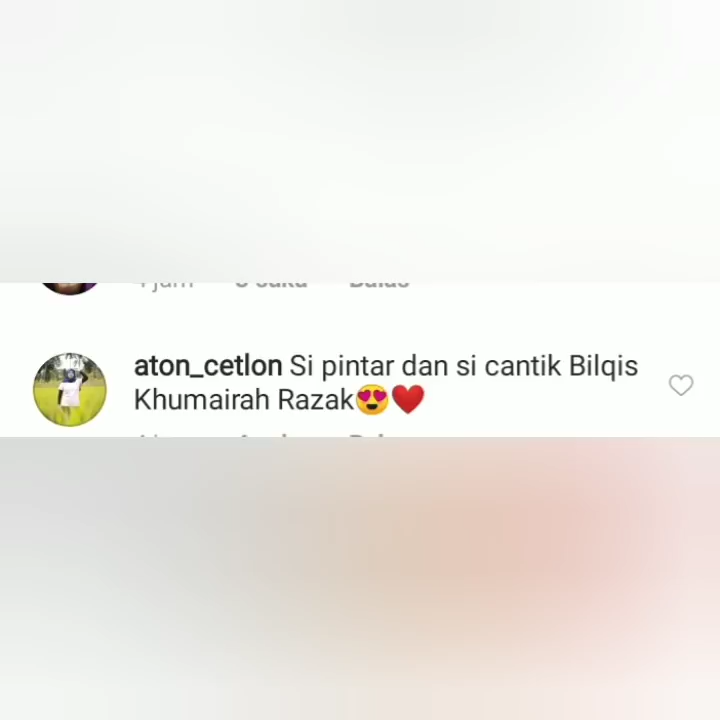 aton_cetlon Si pintar dan si cantik Bilqis
Khumairah Razak😍❤️